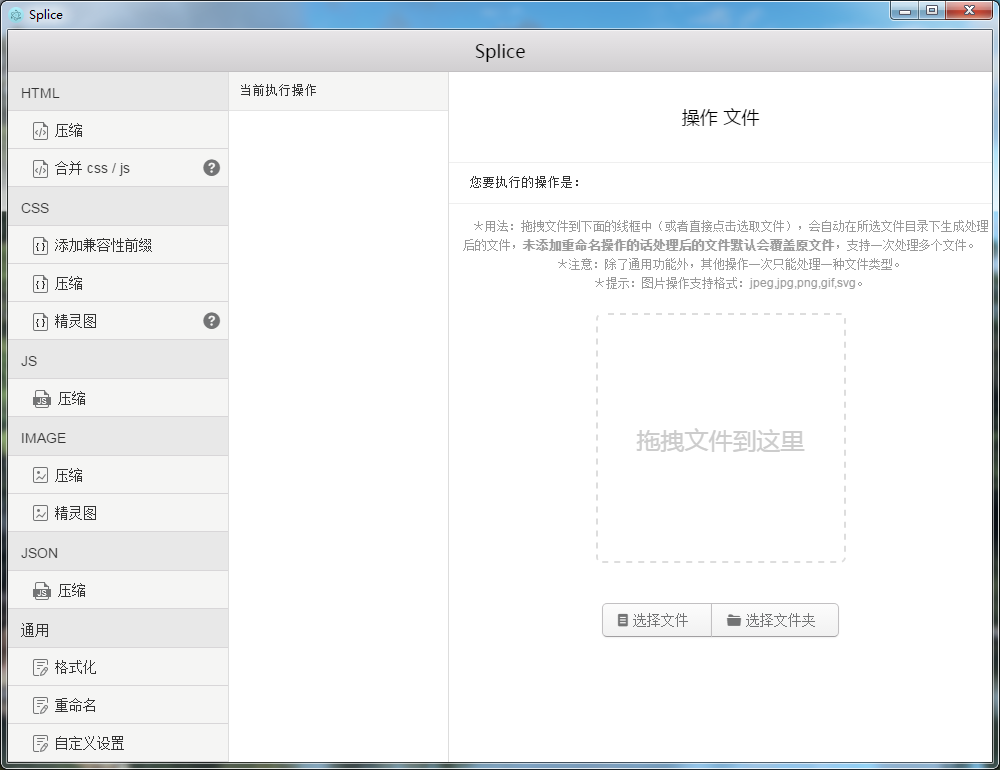 Splice
Splice
HTML
压缩
合并 css / js
?
CSS
添加兼容性前缀
压缩
精灵图
?
JS
压缩
IMAGE
压缩
精灵图
JSON
压缩
通用
格式化
重命名
自定义设置
当前执行操作
操作 文件
您要执行的操作是：
＊用法：拖拽文件到下面的线框中（或者直接点击选取文件），会自动在所选文件目录下生成处理
后的文件，未添加重命名操作的话处理后的文件默认会覆盖原文件，支持一次处理多个文件。
＊注意：除了通用功能外，其他操作一次只能处理一种文件类型。
＊提示：图片操作支持格式：jpeg,jpg,png,gif,svg。
拖拽文件到这里
选择文件
选择文件夹